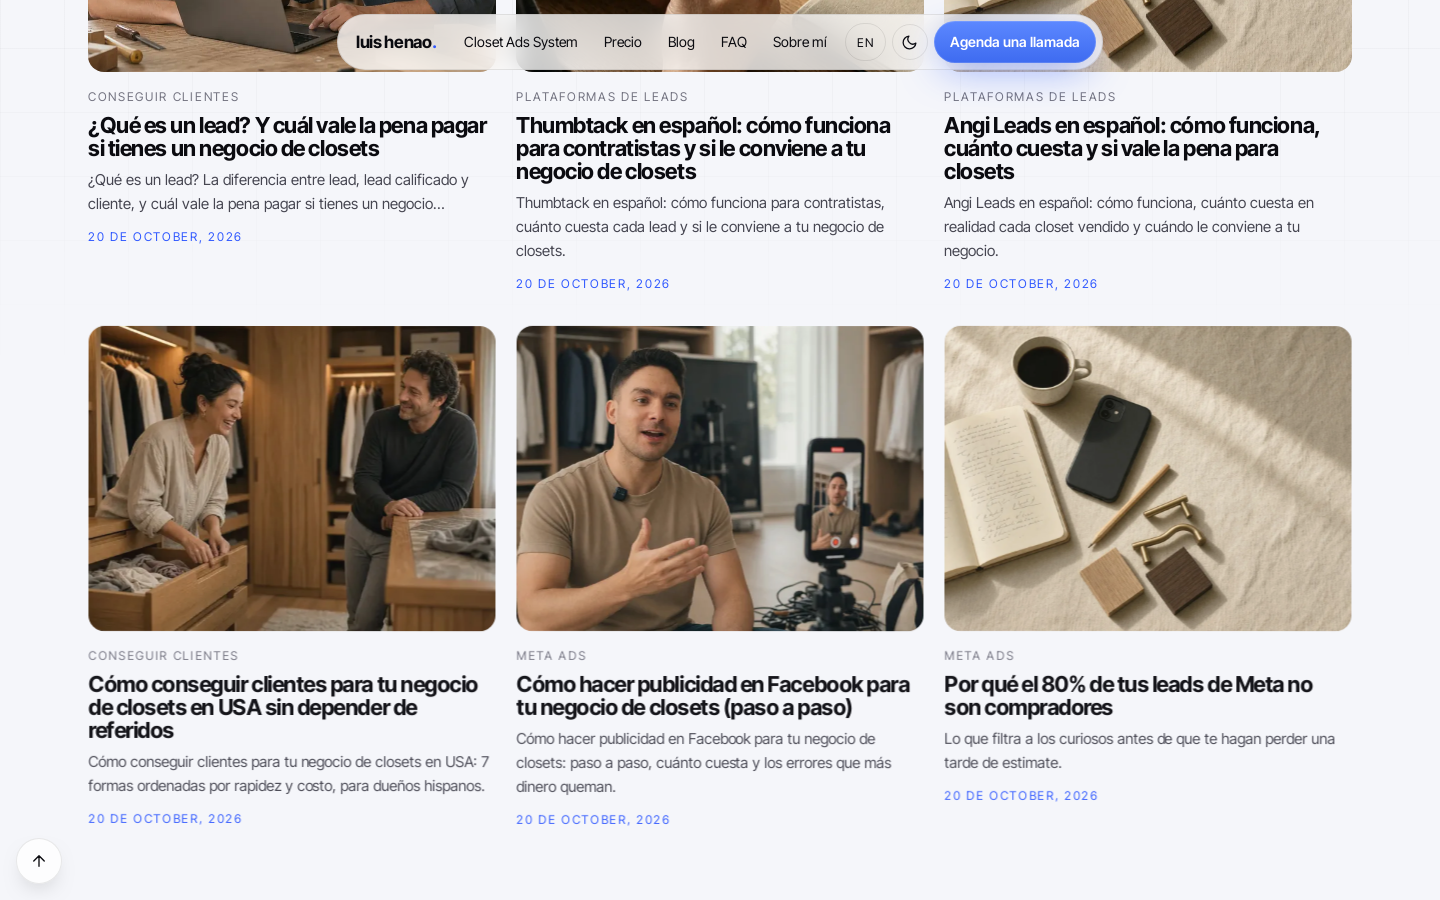 luis henao.
Closet Ads System
Precio
Blog
FAQ
Sobre mí
EN
Agenda una llamada
CONSEGUIR CLIENTES
¿Qué es un lead? Y cuál vale la pena pagar
si tienes un negocio de closets
¿Qué es un lead? La diferencia entre lead, lead calificado y
cliente, y cuál vale la pena pagar si tienes un negocio...
20 DE OCTOBER, 2026
PLATAFORMAS DE LEADS
Thumbtack en español: cómo funciona
para contratistas y si le conviene a tu
negocio de closets
Thumbtack en español: cómo funciona para contratistas,
cuánto cuesta cada lead y si le conviene a tu negocio de
closets.
20 DE OCTOBER, 2026
PLATAFORMAS DE LEADS
Angi Leads en español: cómo funciona,
cuánto cuesta y si vale la pena para
closets
Angi Leads en español: cómo funciona, cuánto cuesta en
realidad cada closet vendido y cuándo le conviene a tu
negocio.
20 DE OCTOBER, 2026
CONSEGUIR CLIENTES
Cómo conseguir clientes para tu negocio
de closets en USA sin depender de
referidos
Cómo conseguir clientes para tu negocio de closets en USA: 7
formas ordenadas por rapidez y costo, para dueños hispanos.
20 DE OCTOBER, 2026
META ADS
Cómo hacer publicidad en Facebook para
tu negocio de closets (paso a paso)
Cómo hacer publicidad en Facebook para tu negocio de
closets: paso a paso, cuánto cuesta y los errores que más
dinero queman.
20 DE OCTOBER, 2026
META ADS
Por qué el 80% de tus leads de Meta no
son compradores
Lo que filtra a los curiosos antes de que te hagan perder una
tarde de estimate.
20 DE OCTOBER, 2026